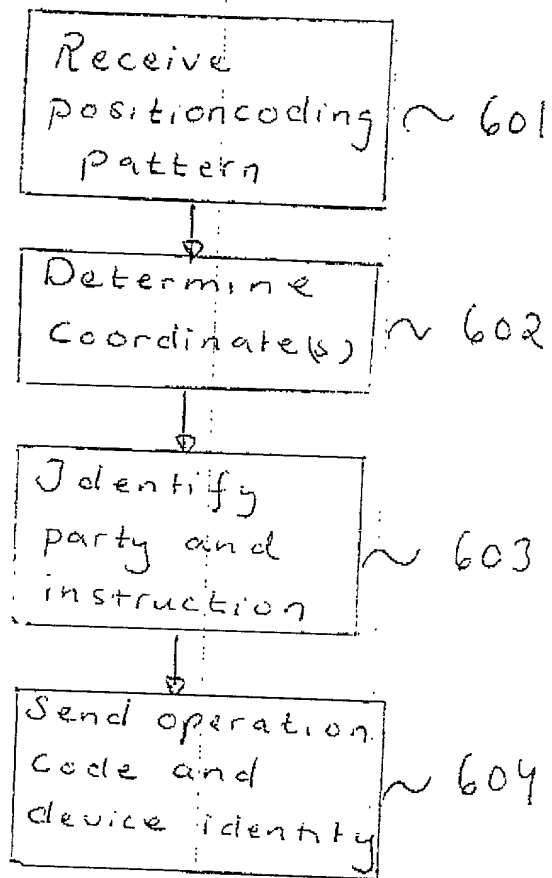 Receive
positioncoding ~ 601
pattern
Determine
Coordinate(s) ~ 602
Identify
party and
instruction ~ 603
Send operation
code and
device identity ~ 604